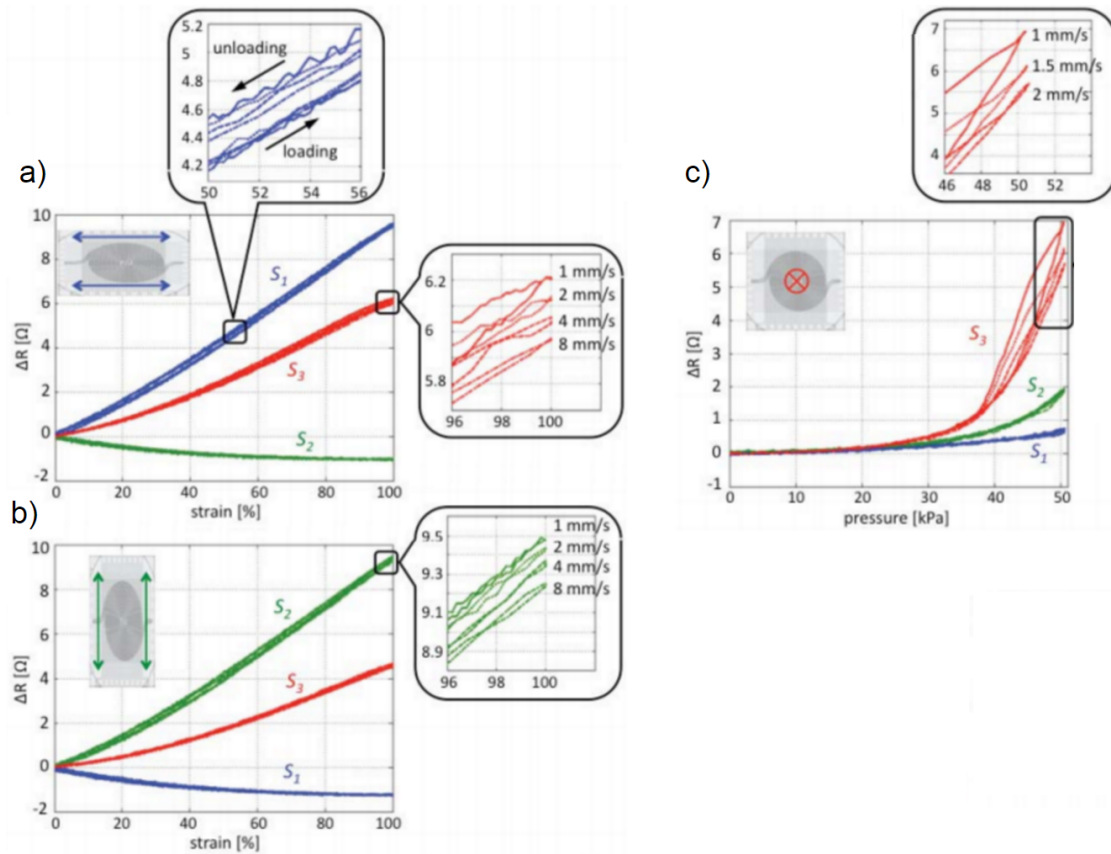 a)
5.2
5.0
4.8
4.6
4.4
4.2
unloading
loading
50 52 54 56
10
8
6
4
2
0
-2
ΔR [Ω]
S1
S3
S2
0 20 40 60 80 100
strain [%]
6.2
6
5.8
1 mm/s
2 mm/s
4 mm/s
8 mm/s
96 98 100
b)
10
8
6
4
2
0
-2
ΔR [Ω]
S2
S3
S1
0 20 40 60 80 100
strain [%]
9.5
9.3
9.1
8.9
1 mm/s
2 mm/s
4 mm/s
8 mm/s
96 98 100
c)
7
6
5
4
1 mm/s
1.5 mm/s
2 mm/s
46 48 50 52
7
6
5
4
3
2
1
0
-1
ΔR [Ω]
S3
S2
S1
0 10 20 30 40 50
pressure [kPa]